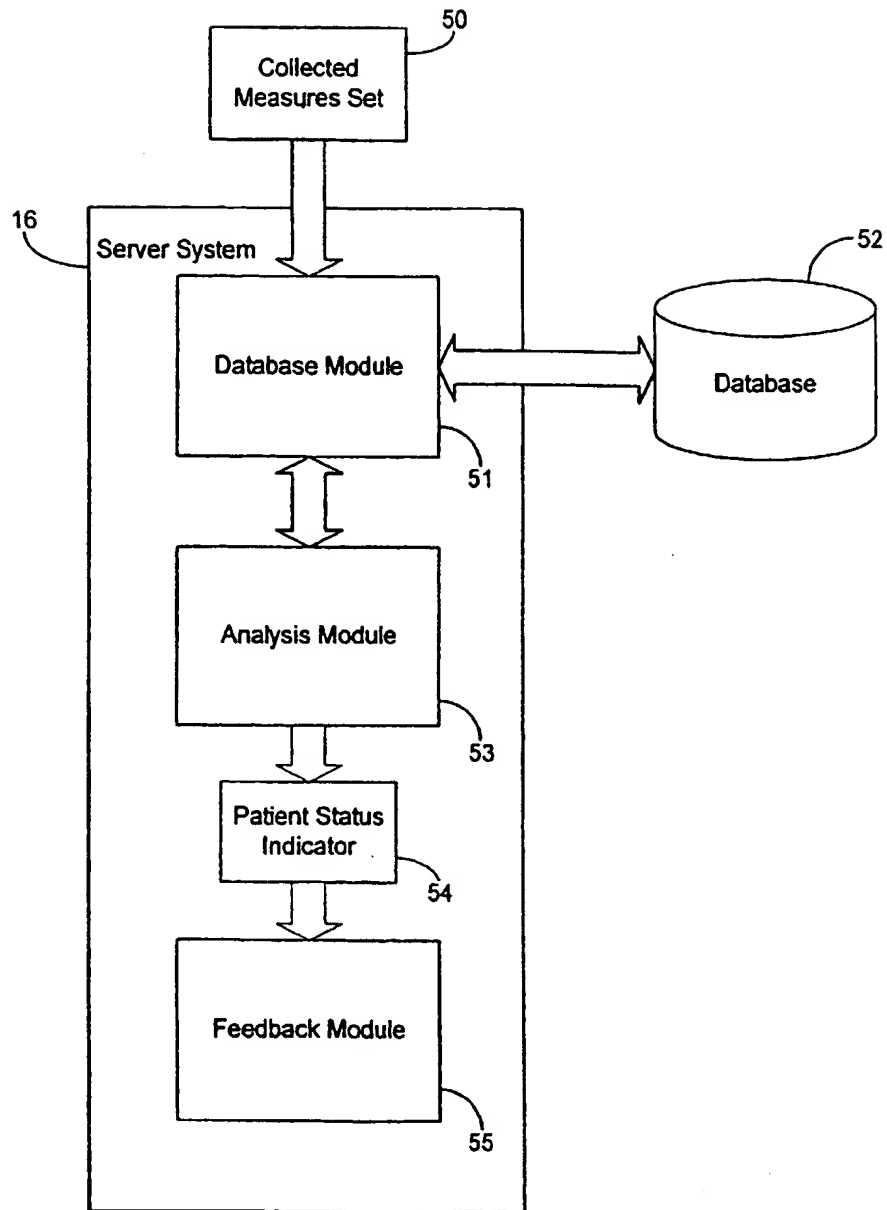 50
Collected
Measures Set
16
Server System
52
Database Module
Database
51
Analysis Module
53
Patient Status
Indicator
54
Feedback Module
55